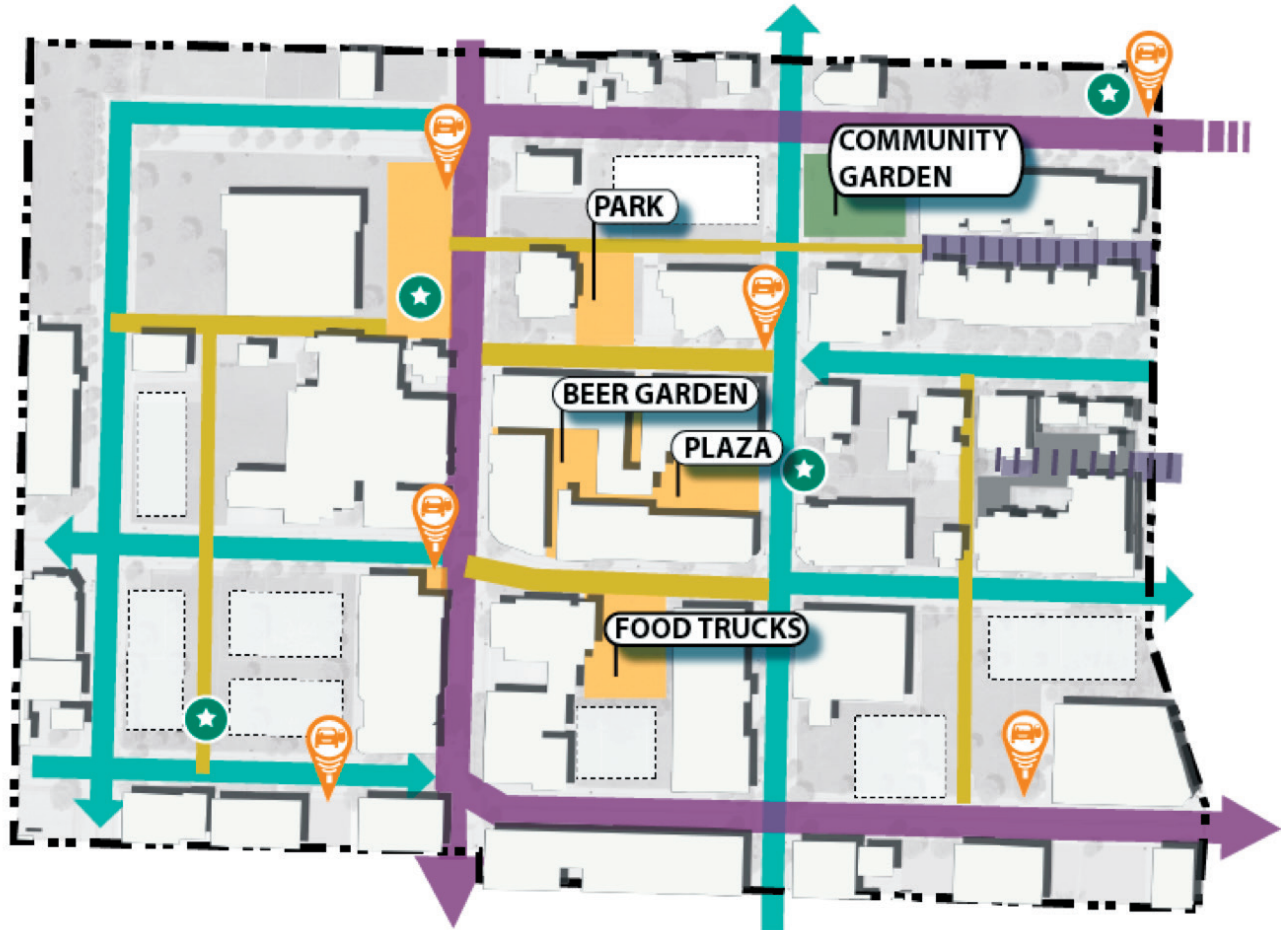 COMMUNITY
GARDEN
PARK
BEER GARDEN
PLAZA
FOOD TRUCKS